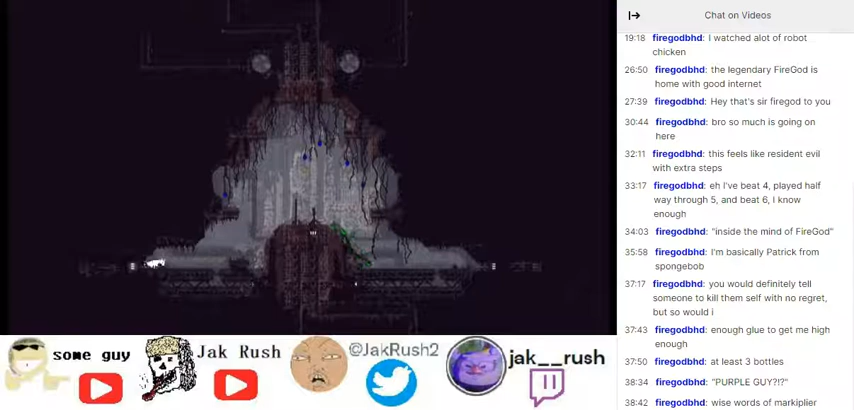 Chat on Videos
19:18 firegodbhd: I watched alot of robot
chicken
26:50 firegodbhd: the legendary FireGod is
home with good internet
27:39 firegodbhd: Hey that's sir firegod to you
30:44 firegodbhd: bro so much is going on
here
32:11 firegodbhd: this feels like resident evil
with extra steps
33:17 firegodbhd: eh I've beat 4, played half
way through 5, and beat 6, I know
enough
34:03 firegodbhd: "inside the mind of FireGod"
35:58 firegodbhd: I'm basically Patrick from
spongebob
37:17 firegodbhd: you would definitely tell
someone to kill them self with no regret,
but so would i
37:43 firegodbhd: enough glue to get me high
enough
37:50 firegodbhd: at least 3 bottles
38:34 firegodbhd: "PURPLE GUY?!?"
38:42 firegodbhd: wise words of markiplier
some guy
Jak Rush
@JakRush2
jak__rush